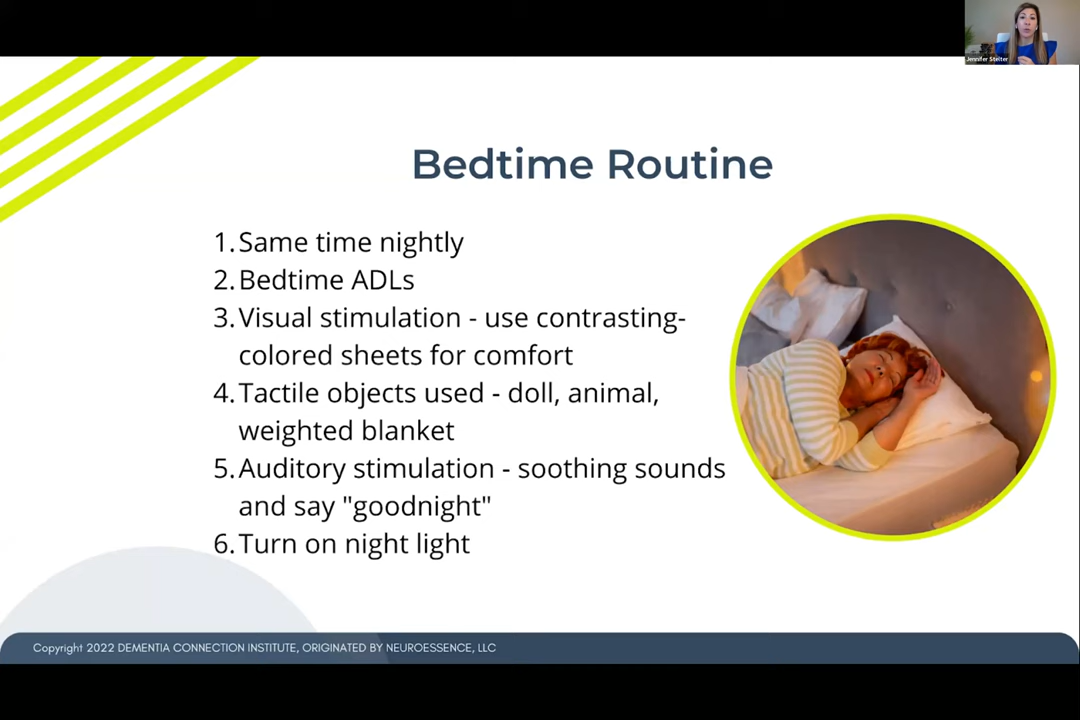 Jennifer Stelter
Bedtime Routine
1. Same time nightly
2. Bedtime ADLs
3. Visual stimulation - use contrasting-
colored sheets for comfort
4. Tactile objects used - doll, animal,
weighted blanket
5. Auditory stimulation - soothing sounds
and say "goodnight"
6. Turn on night light
Copyright 2022 DEMENTIA CONNECTION INSTITUTE, ORIGINATED BY NEUROESSENCE, LLC